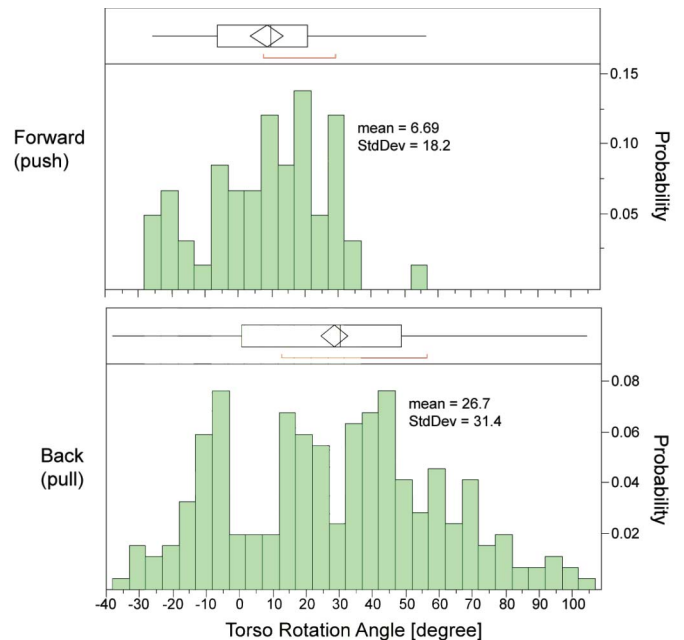 0.15
Forward
(push)
mean = 6.69
StdDev = 18.2
0.10
Probability
0.05
0.08
mean = 26.7
StdDev = 31.4
0.06
Back
(pull)
Probability
0.04
0.02
-40 -30 -20 -10 0 10 20 30 40 50 60 70 80 90 100
Torso Rotation Angle [degree]